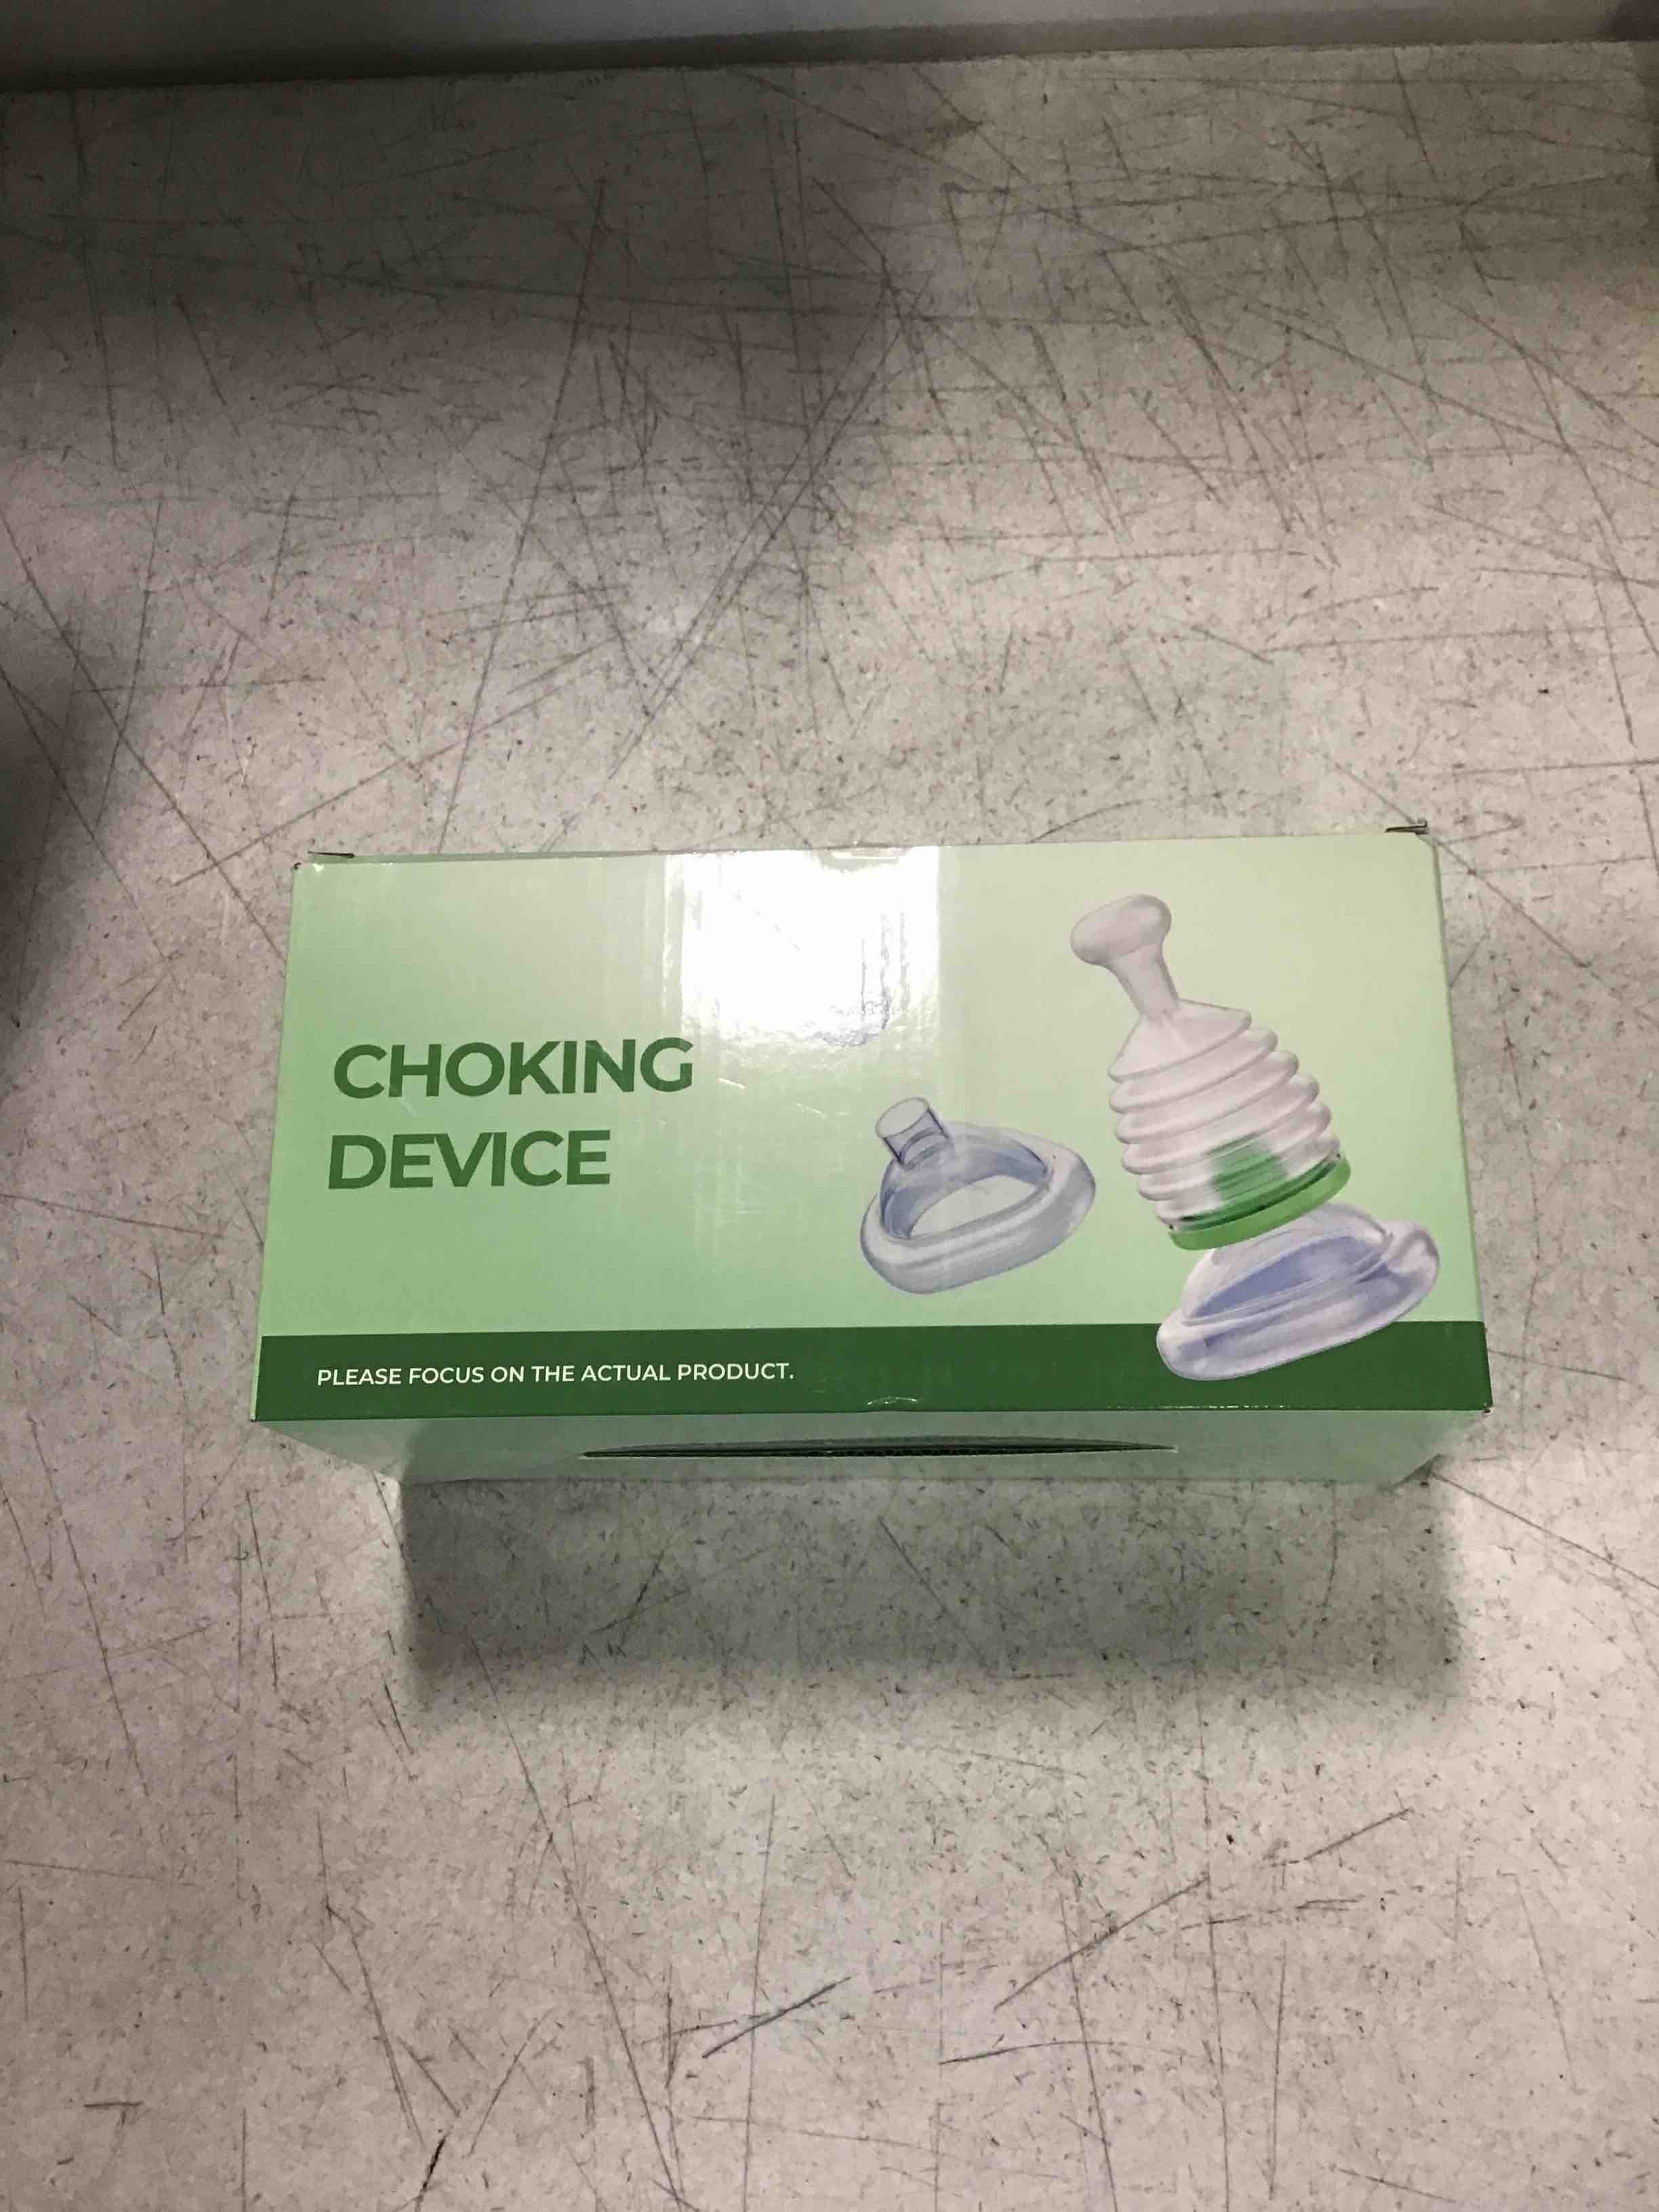 CHOKING
DEVICE
PLEASE FOCUS ON THE ACTUAL PRODUCT.